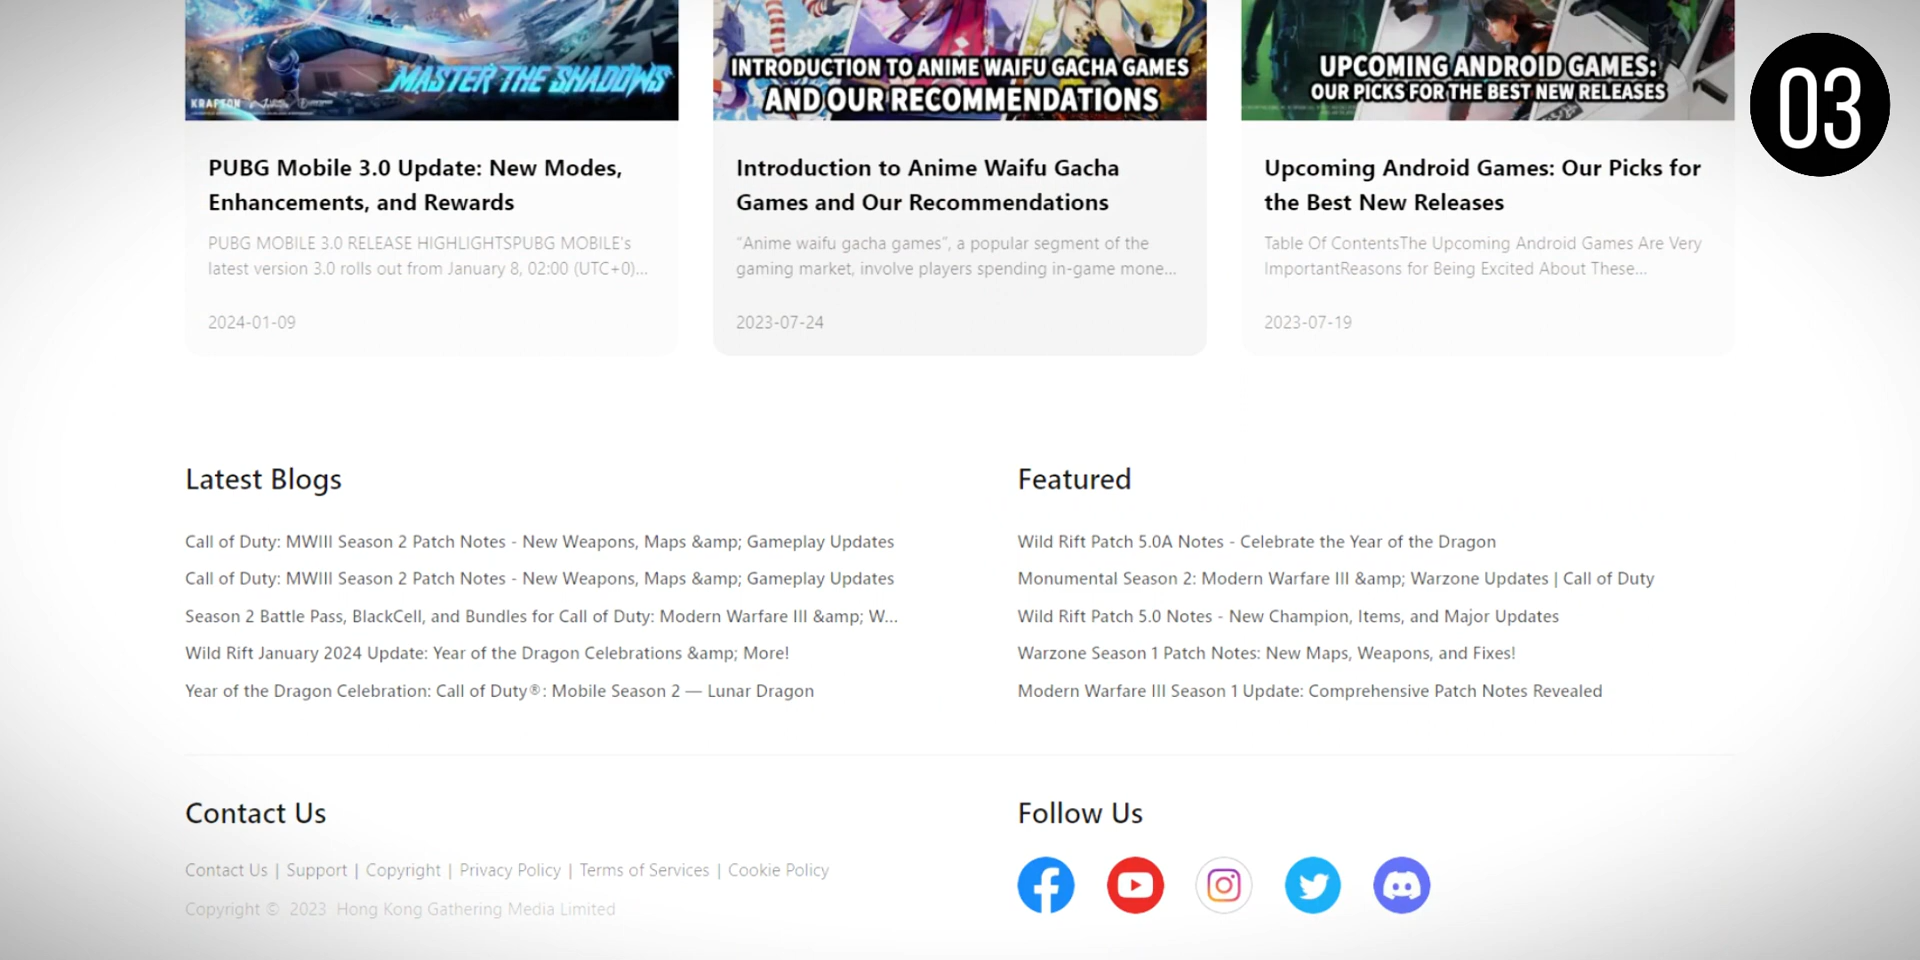 MASTER THE SHADOWS
KRAFTON
INTRODUCTION TO ANIME WAIFU GACHA GAMES
AND OUR RECOMMENDATIONS
UPCOMING ANDROID GAMES:
OUR PICKS FOR THE BEST NEW RELEASES
03
PUBG Mobile 3.0 Update: New Modes,
Enhancements, and Rewards
PUBG MOBILE 3.0 RELEASE HIGHLIGHTSPUBG MOBILE's
latest version 3.0 rolls out from January 8, 02:00 (UTC+0)...
2024-01-09
Introduction to Anime Waifu Gacha
Games and Our Recommendations
“Anime waifu gacha games”, a popular segment of the
gaming market, involve players spending in-game mone...
2023-07-24
Upcoming Android Games: Our Picks for
the Best New Releases
Table Of ContentsThe Upcoming Android Games Are Very
ImportantReasons for Being Excited About These...
2023-07-19
Latest Blogs
Call of Duty: MWIII Season 2 Patch Notes - New Weapons, Maps &amp; Gameplay Updates
Call of Duty: MWIII Season 2 Patch Notes - New Weapons, Maps &amp; Gameplay Updates
Season 2 Battle Pass, BlackCell, and Bundles for Call of Duty: Modern Warfare III &amp; W...
Wild Rift January 2024 Update: Year of the Dragon Celebrations &amp; More!
Year of the Dragon Celebration: Call of Duty®: Mobile Season 2 — Lunar Dragon
Featured
Wild Rift Patch 5.0A Notes - Celebrate the Year of the Dragon
Monumental Season 2: Modern Warfare III &amp; Warzone Updates | Call of Duty
Wild Rift Patch 5.0 Notes - New Champion, Items, and Major Updates
Warzone Season 1 Patch Notes: New Maps, Weapons, and Fixes!
Modern Warfare III Season 1 Update: Comprehensive Patch Notes Revealed
Contact Us
Contact Us | Support | Copyright | Privacy Policy | Terms of Services | Cookie Policy
Copyright © 2023 Hong Kong Gathering Media Limited
Follow Us